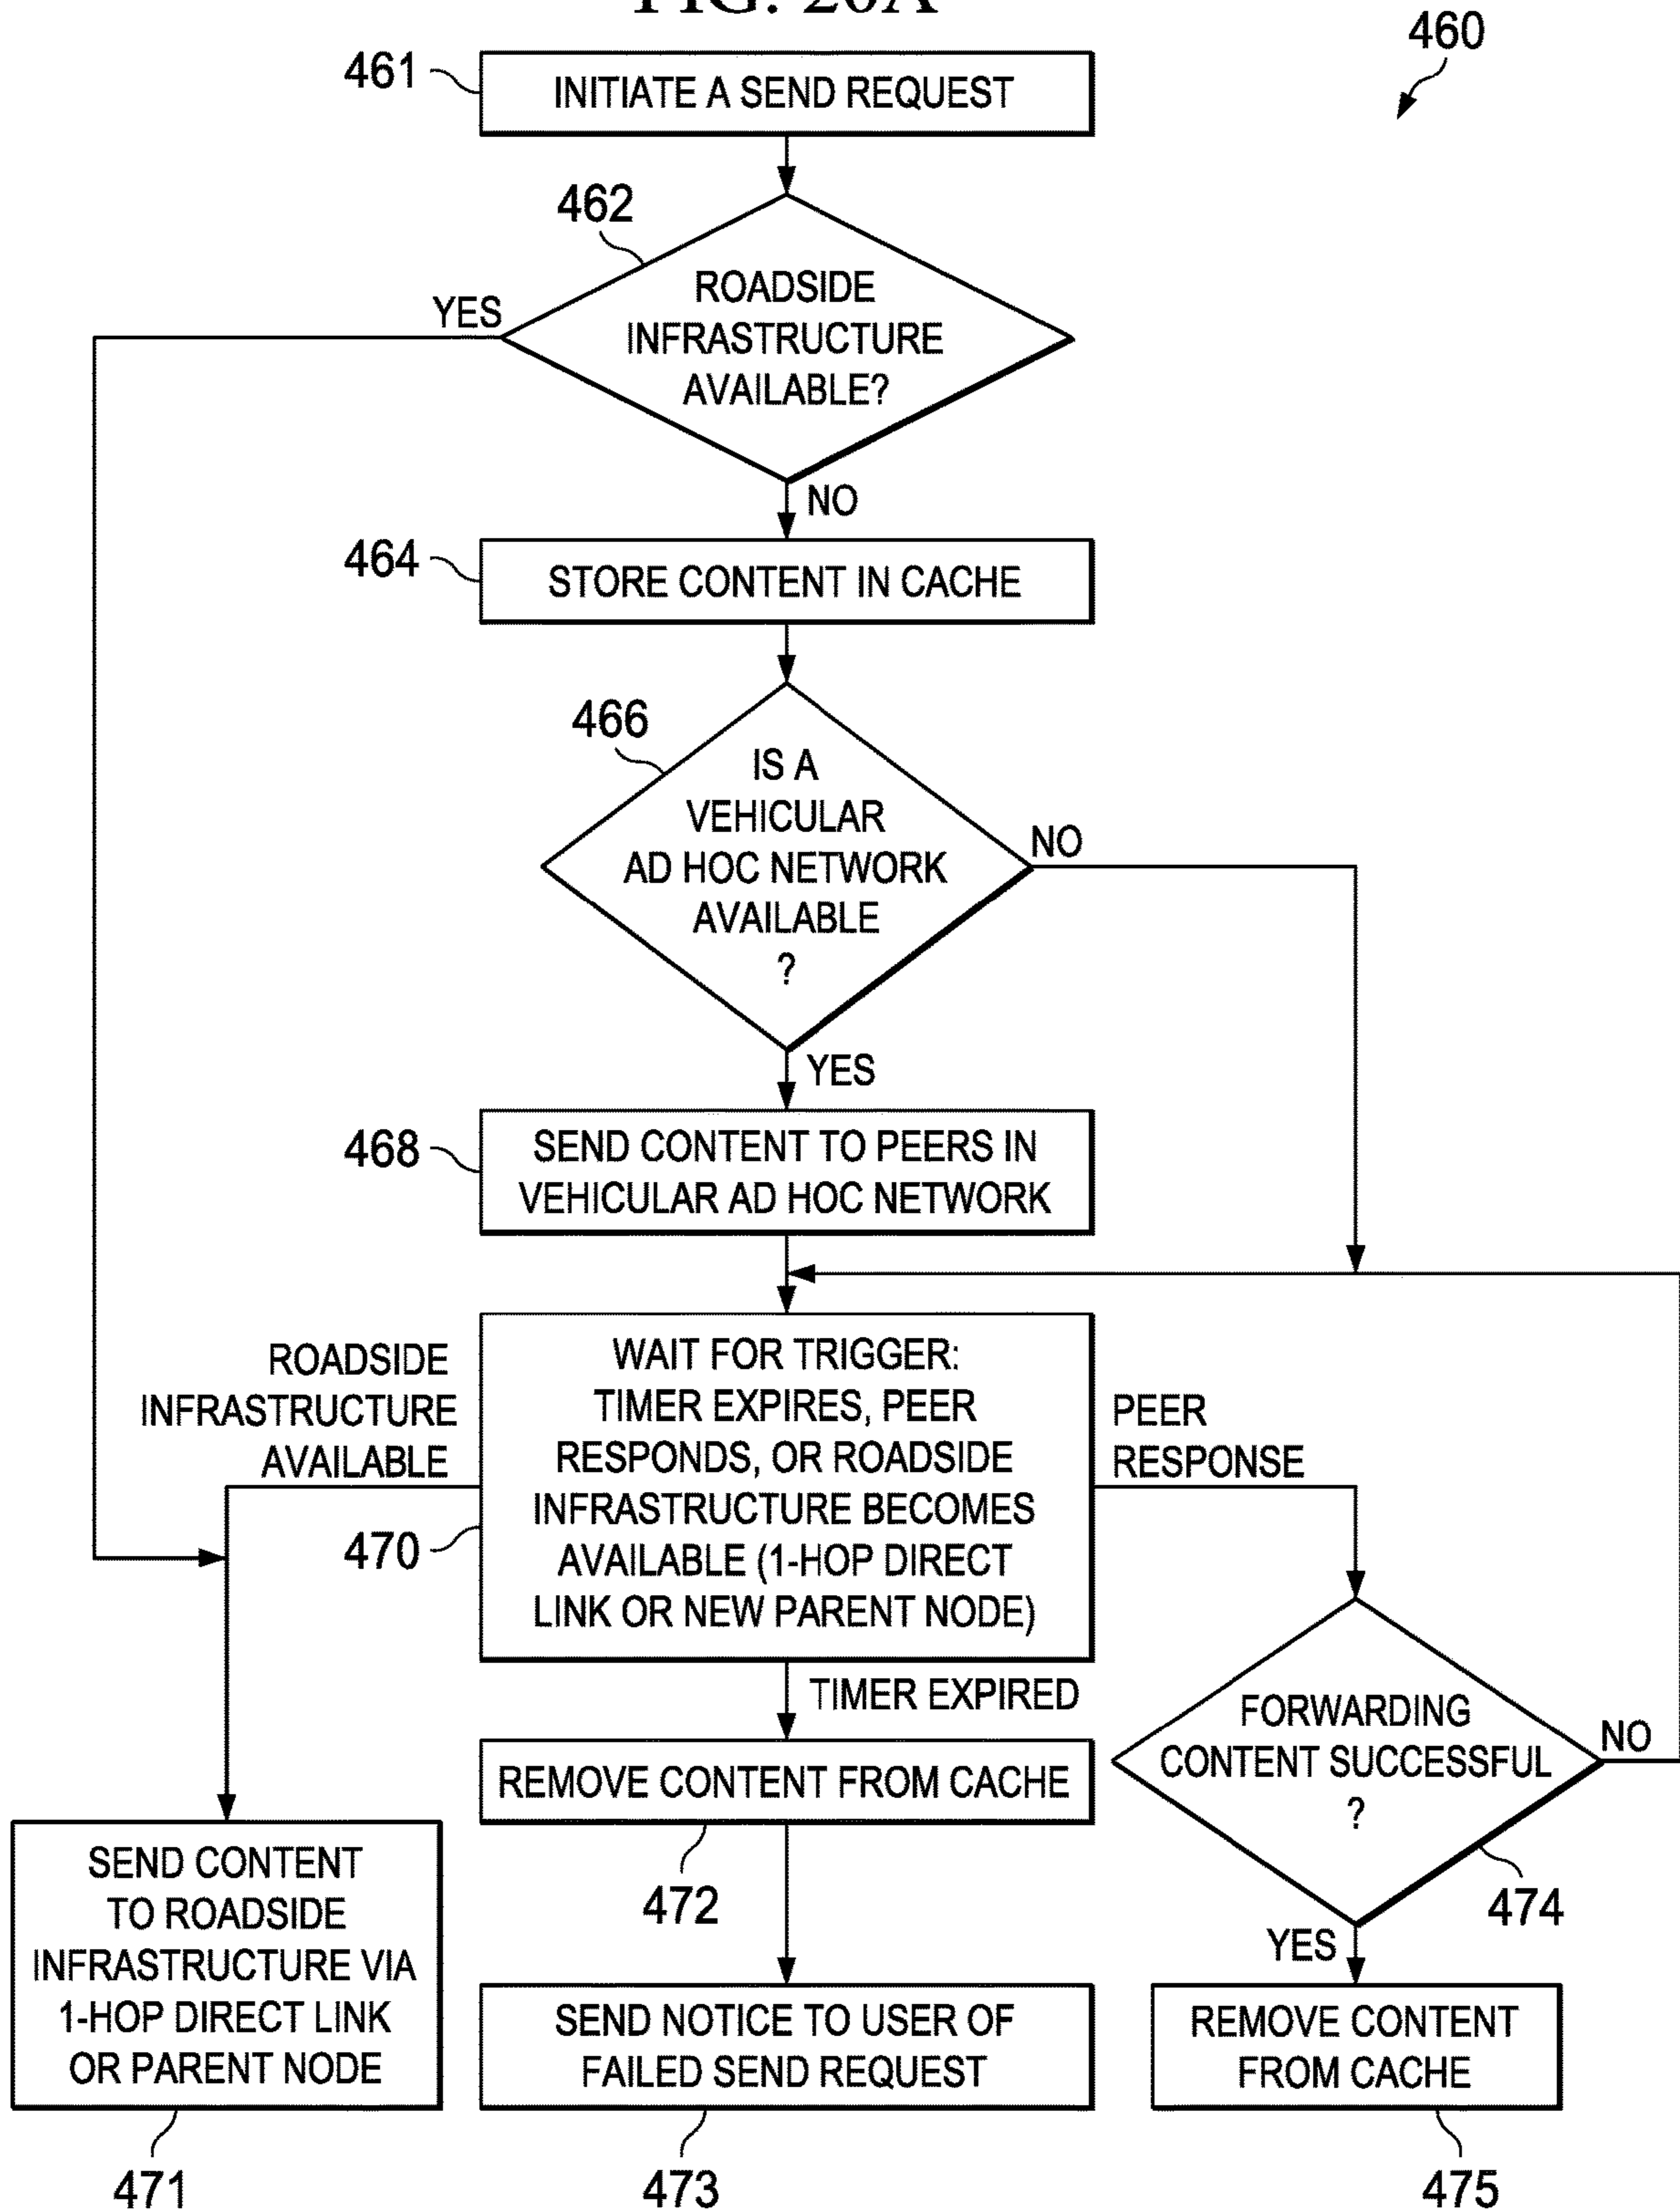 FIG. 20A
460
461
INITIATE A SEND REQUEST
462
YES
ROADSIDE
INFRASTRUCTURE
AVAILABLE?
NO
464
STORE CONTENT IN CACHE
466
IS A
VEHICULAR
AD HOC NETWORK
AVAILABLE
?
NO
YES
468
SEND CONTENT TO PEERS IN
VEHICULAR AD HOC NETWORK
ROADSIDE
INFRASTRUCTURE
AVAILABLE
470
WAIT FOR TRIGGER:
TIMER EXPIRES, PEER
RESPONDS, OR ROADSIDE
INFRASTRUCTURE BECOMES
AVAILABLE (1-HOP DIRECT
LINK OR NEW PARENT NODE)
PEER
RESPONSE
TIMER EXPIRED
REMOVE CONTENT FROM CACHE
472
FORWARDING
CONTENT SUCCESSFUL
?
NO
474
YES
SEND CONTENT
TO ROADSIDE
INFRASTRUCTURE VIA
1-HOP DIRECT LINK
OR PARENT NODE
471
SEND NOTICE TO USER OF
FAILED SEND REQUEST
473
REMOVE CONTENT
FROM CACHE
475